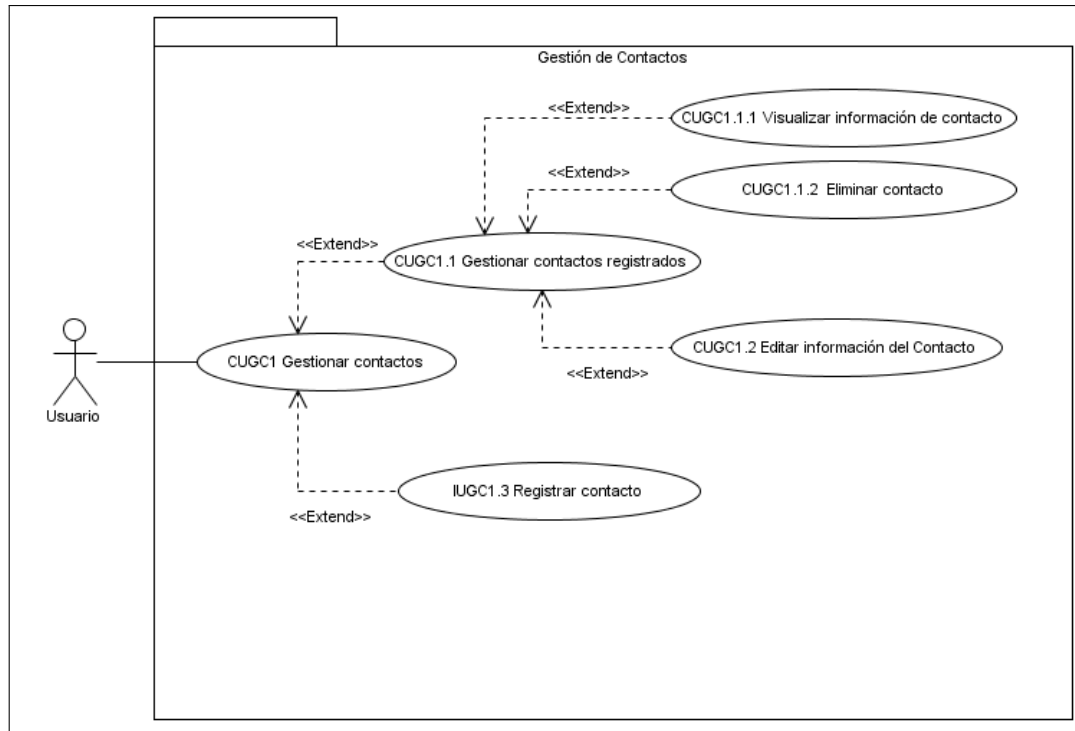 Gestión de Contactos
<<Extend>>
CUGC1.1.1 Visualizar información de contacto
<<Extend>>
CUGC1.1.2 Eliminar contacto
<<Extend>>
CUGC1.1 Gestionar contactos registrados
CUGC1.2 Editar información del Contacto
<<Extend>>
CUGC1 Gestionar contactos
Usuario
IUGC1.3 Registrar contacto
<<Extend>>